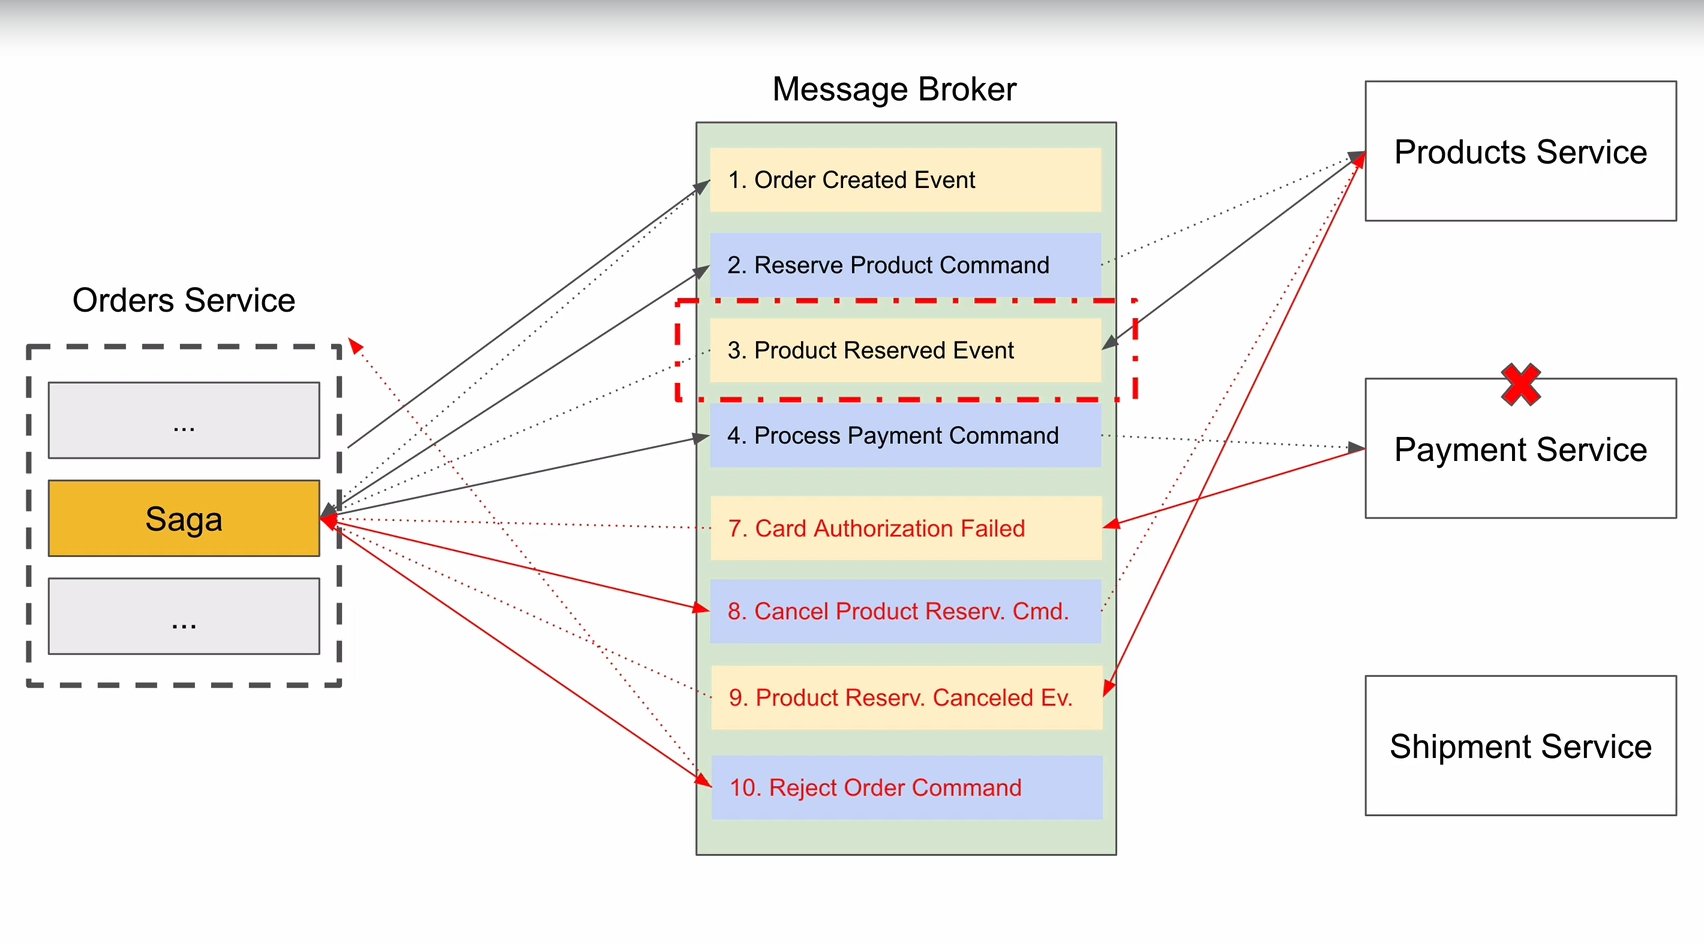 Message Broker
Orders Service
...
Saga
...
1. Order Created Event
2. Reserve Product Command
3. Product Reserved Event
4. Process Payment Command
7. Card Authorization Failed
8. Cancel Product Reserv. Cmd.
9. Product Reserv. Canceled Ev.
10. Reject Order Command
Products Service
Payment Service
Shipment Service